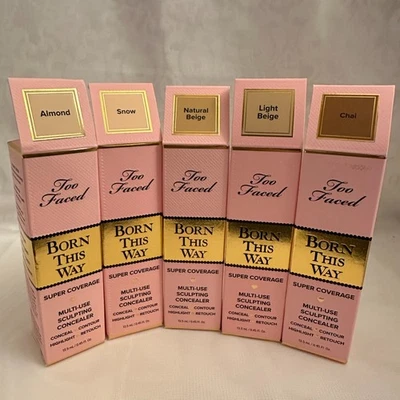 Almond
Too
Faced
BORN
THIS
WAY
SUPER COVERAGE
MULTI-USE
SCULPTING
CONCEALER
CONCEAL • CONTOUR
HIGHLIGHT • RETOUCH
Snow
Too
Faced
BORN
THIS
WAY
SUPER COVERAGE
MULTI-USE
SCULPTING
CONCEALER
CONCEAL • CONTOUR
HIGHLIGHT • RETOUCH
Natural
Beige
Too
Faced
BORN
THIS
WAY
SUPER COVERAGE
MULTI-USE
SCULPTING
CONCEALER
CONCEAL • CONTOUR
HIGHLIGHT • RETOUCH
Light
Beige
Too
Faced
BORN
THIS
WAY
SUPER COVERAGE
MULTI-USE
SCULPTING
CONCEALER
CONCEAL • CONTOUR
HIGHLIGHT • RETOUCH
Chai
Too
Faced
BORN
THIS
WAY
SUPER COVERAGE
MULTI-USE
SCULPTING
CONCEALER
CONCEAL • CONTOUR
HIGHLIGHT • RETOUCH